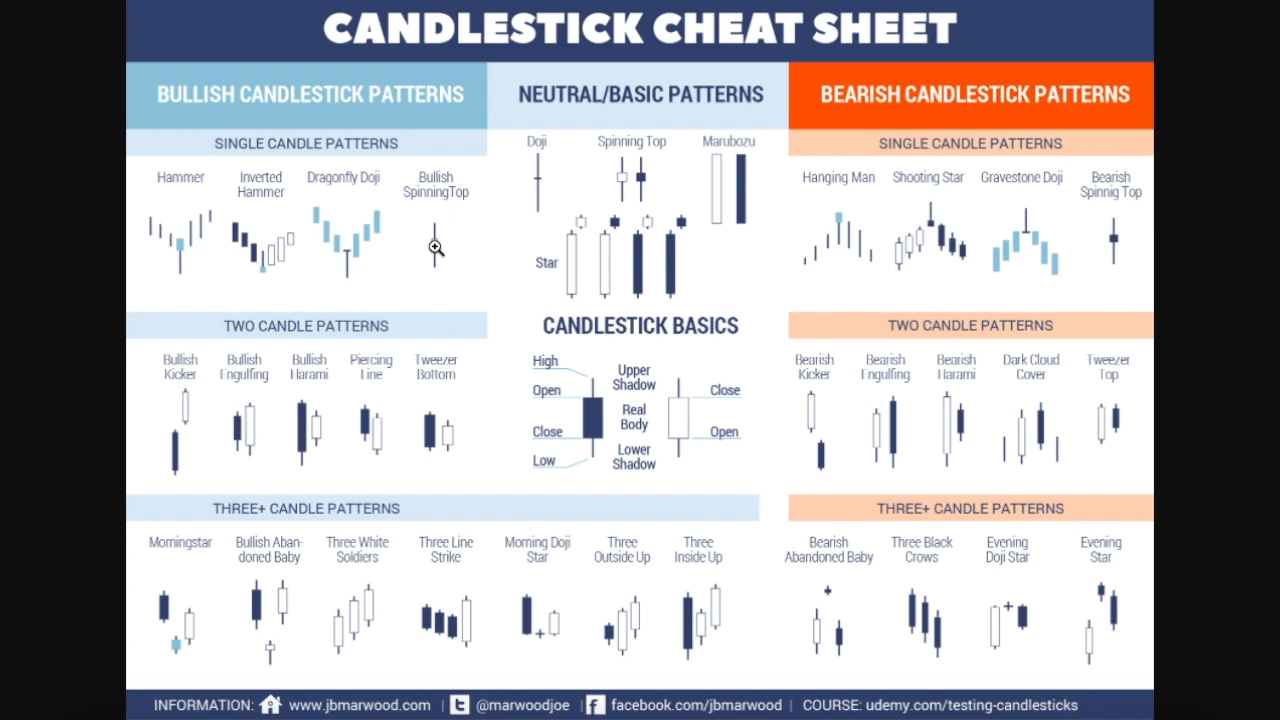 CANDLESTICK CHEAT SHEET
BULLISH CANDLESTICK PATTERNS
NEUTRAL/BASIC PATTERNS
BEARISH CANDLESTICK PATTERNS
SINGLE CANDLE PATTERNS
Hammer
Inverted
Hammer
Dragonfly Doji
Bullish
SpinningTop
Doji
Spinning Top
Marubozu
Star
SINGLE CANDLE PATTERNS
Hanging Man
Shooting Star
Gravestone Doji
Bearish
Spinnig Top
TWO CANDLE PATTERNS
Bullish
Kicker
Bullish
Engulfing
Bullish
Harami
Piercing
Line
Tweezer
Bottom
CANDLESTICK BASICS
High
Open
Close
Low
Upper
Shadow
Real
Body
Lower
Shadow
Close
Open
TWO CANDLE PATTERNS
Bearish
Kicker
Bearish
Engulfing
Bearish
Harami
Dark Cloud
Cover
Tweezer
Top
THREE+ CANDLE PATTERNS
Morningstar
Bullish Aban-
doned Baby
Three White
Soldiers
Three Line
Strike
Morning Doji
Star
Three
Outside Up
Three
Inside Up
THREE+ CANDLE PATTERNS
Bearish
Abandoned Baby
Three Black
Crows
Evening
Doji Star
Evening
Star
INFORMATION: www.jbmarwood.com | @marwoodjoe | facebook.com/jbmarwood | COURSE: udemy.com/testing-candlesticks